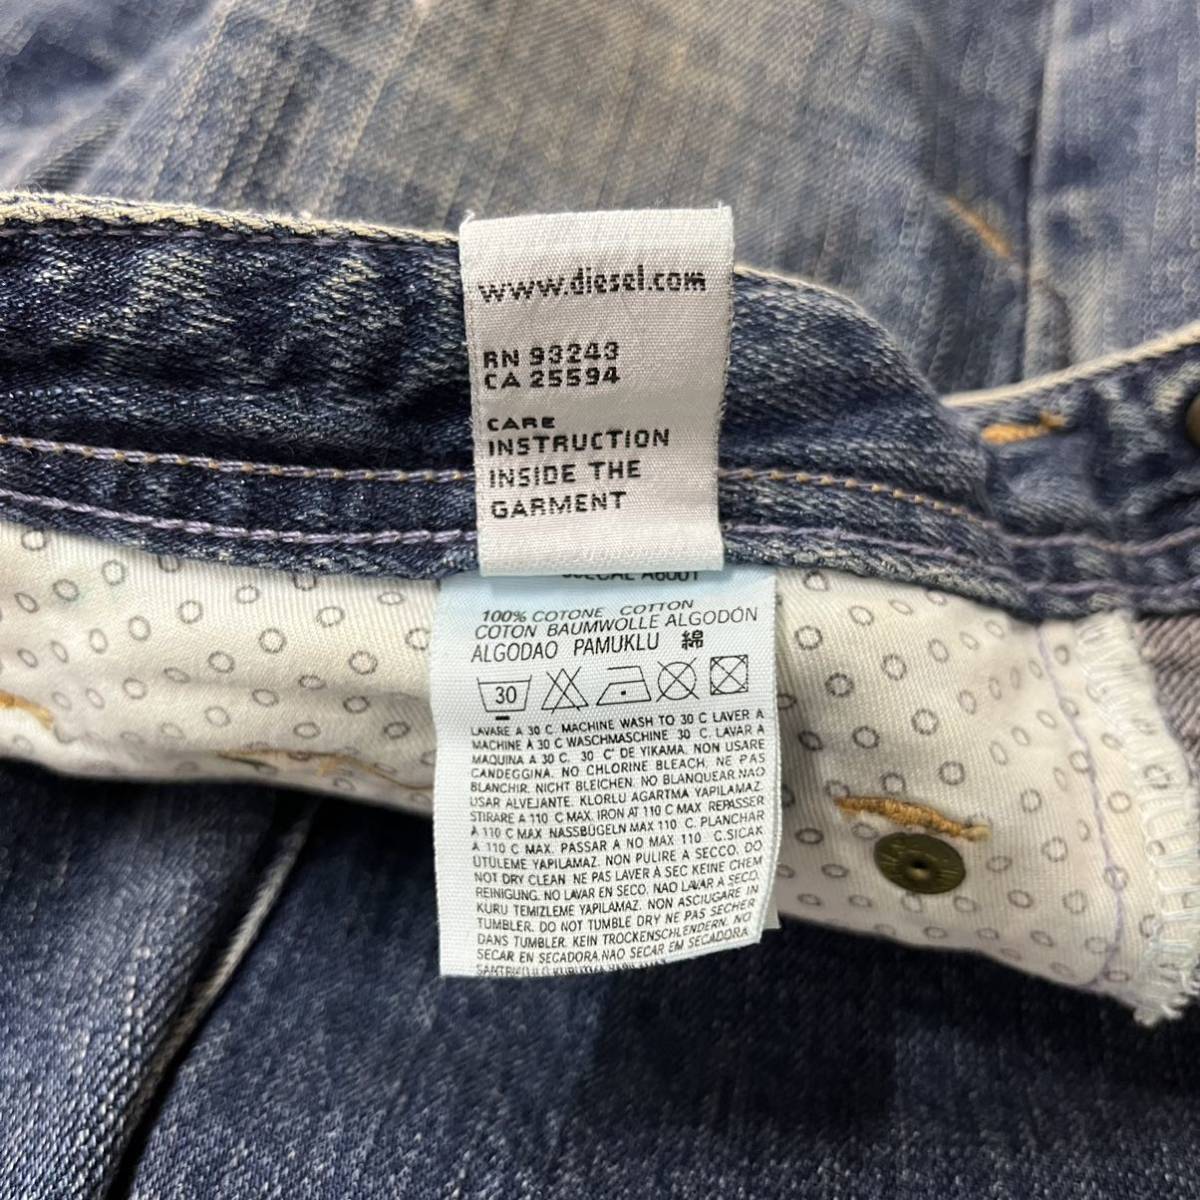 www.diesel.com
RN 93243
CA 25594
CARE
INSTRUCTION
INSIDE THE
GARMENT
A6001
100% COTONE COTTON
COTON BAUMWOLLE ALGODÓN
ALGODAO PAMUKLU 綿
30
LAVARE A 30 C. MACHINE WASH TO 30 C LAVER A
MACHINE À 30 C WASCHMASCHINE 30 C. LAVAR A
MAQUINA A 30 C. 30 C' DE YIKAMA. NON USARE
CANDEGGINA. NO CHLORINE BLEACH, NE PAS
BLANCHIR. NICHT BLEICHEN. NO BLANQUEAR.NAO
USAR ALVEJANTE. KLORLU AGARTMA YAPILAMAZ.
STIRARE A 110 C MAX. IRON AT 110 C MAX REPASSER
À 110 C MAX NASSBÜGELN MAX 110 C. PLANCHAR
A 110 C MAX. PASSAR A NO MAX 110 C.SICAK
ÜTÜLEME YAPILAMAZ. NON PULIRE A SECCO. DO
NOT DRY CLEAN. NE PAS LAVER À SEC KEINE CHEM
REINIGUNG. NO LAVAR EN SECO. NAO LAVAR A SECO.
KURU TEMIZLEME YAPILAMAZ. NON ASCIUGARE IN
TUMBLER. DO NOT TUMBLE DRY NE PAS SECHER
DANS TUMBLER. KEIN TROCKENSCHLENDERN. NO
SECAR EN SECADORA.NAO SECAR EM SECADORA